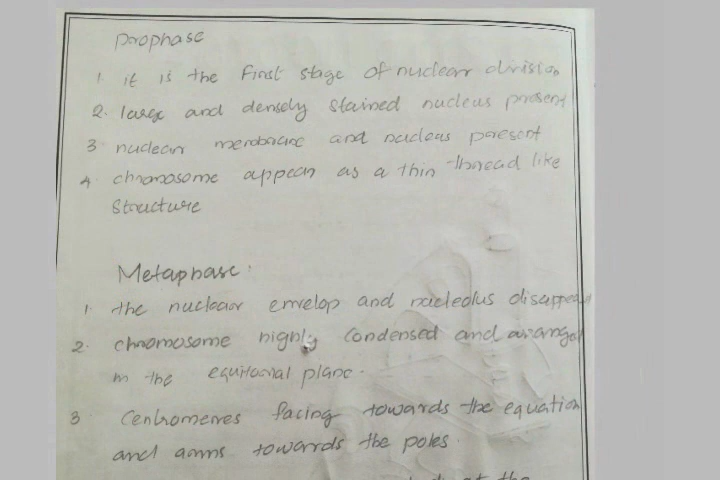 prophase
1. it is the First stage of nuclear division
2. large and densely stained nucleus present
3 nuclear membrane and nucleus present
4. chromosome appear as a thin thread like
structure
Metaphase:
1. the nuclear envelop and nucleolus disappear
2. chromosome highly condensed and arranged
in the equitorial plane.
3 Centromeres facing towards the equation
and arms towards the poles.
the